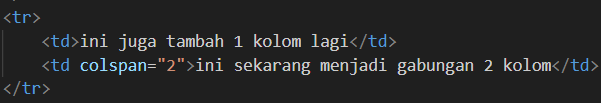 <tr>
<td>ini juga tambah 1 kolom lagi</td>
<td colspan="2">ini sekarang menjadi gabungan 2 kolom</td>
</tr>